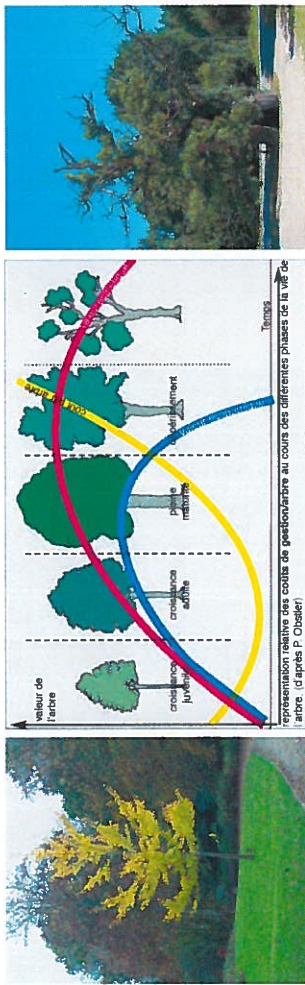 valeur de
l'arbre
croissance
juvénile
croissance
adulte
pleine
maturité
dépérissement
Temps
représentation relative des coûts de gestion/arbre au cours des différentes phases de la vie de
l'arbre. (d'après P. Obstler)